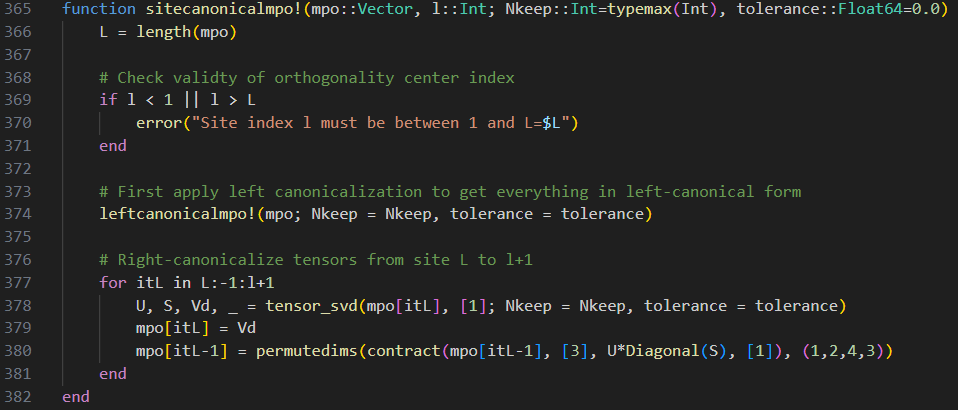 365 function sitecanonicalmpo!(mpo::Vector, l::Int; Nkeep::Int=typemax(Int), tolerance::Float64=0.0)
366     L = length(mpo)
367
368     # Check validty of orthogonality center index
369     if l < 1 || l > L
370         error("Site index l must be between 1 and L=$L")
371     end
372
373     # First apply left canonicalization to get everything in left-canonical form
374     leftcanonicalmpo!(mpo; Nkeep = Nkeep, tolerance = tolerance)
375
376     # Right-canonicalize tensors from site L to l+1
377     for itL in L:-1:l+1
378         U, S, Vd, _ = tensor_svd(mpo[itL], [1]; Nkeep = Nkeep, tolerance = tolerance)
379         mpo[itL] = Vd
380         mpo[itL-1] = permutedims(contract(mpo[itL-1], [3], U*Diagonal(S), [1]), (1,2,4,3))
381     end
382 end